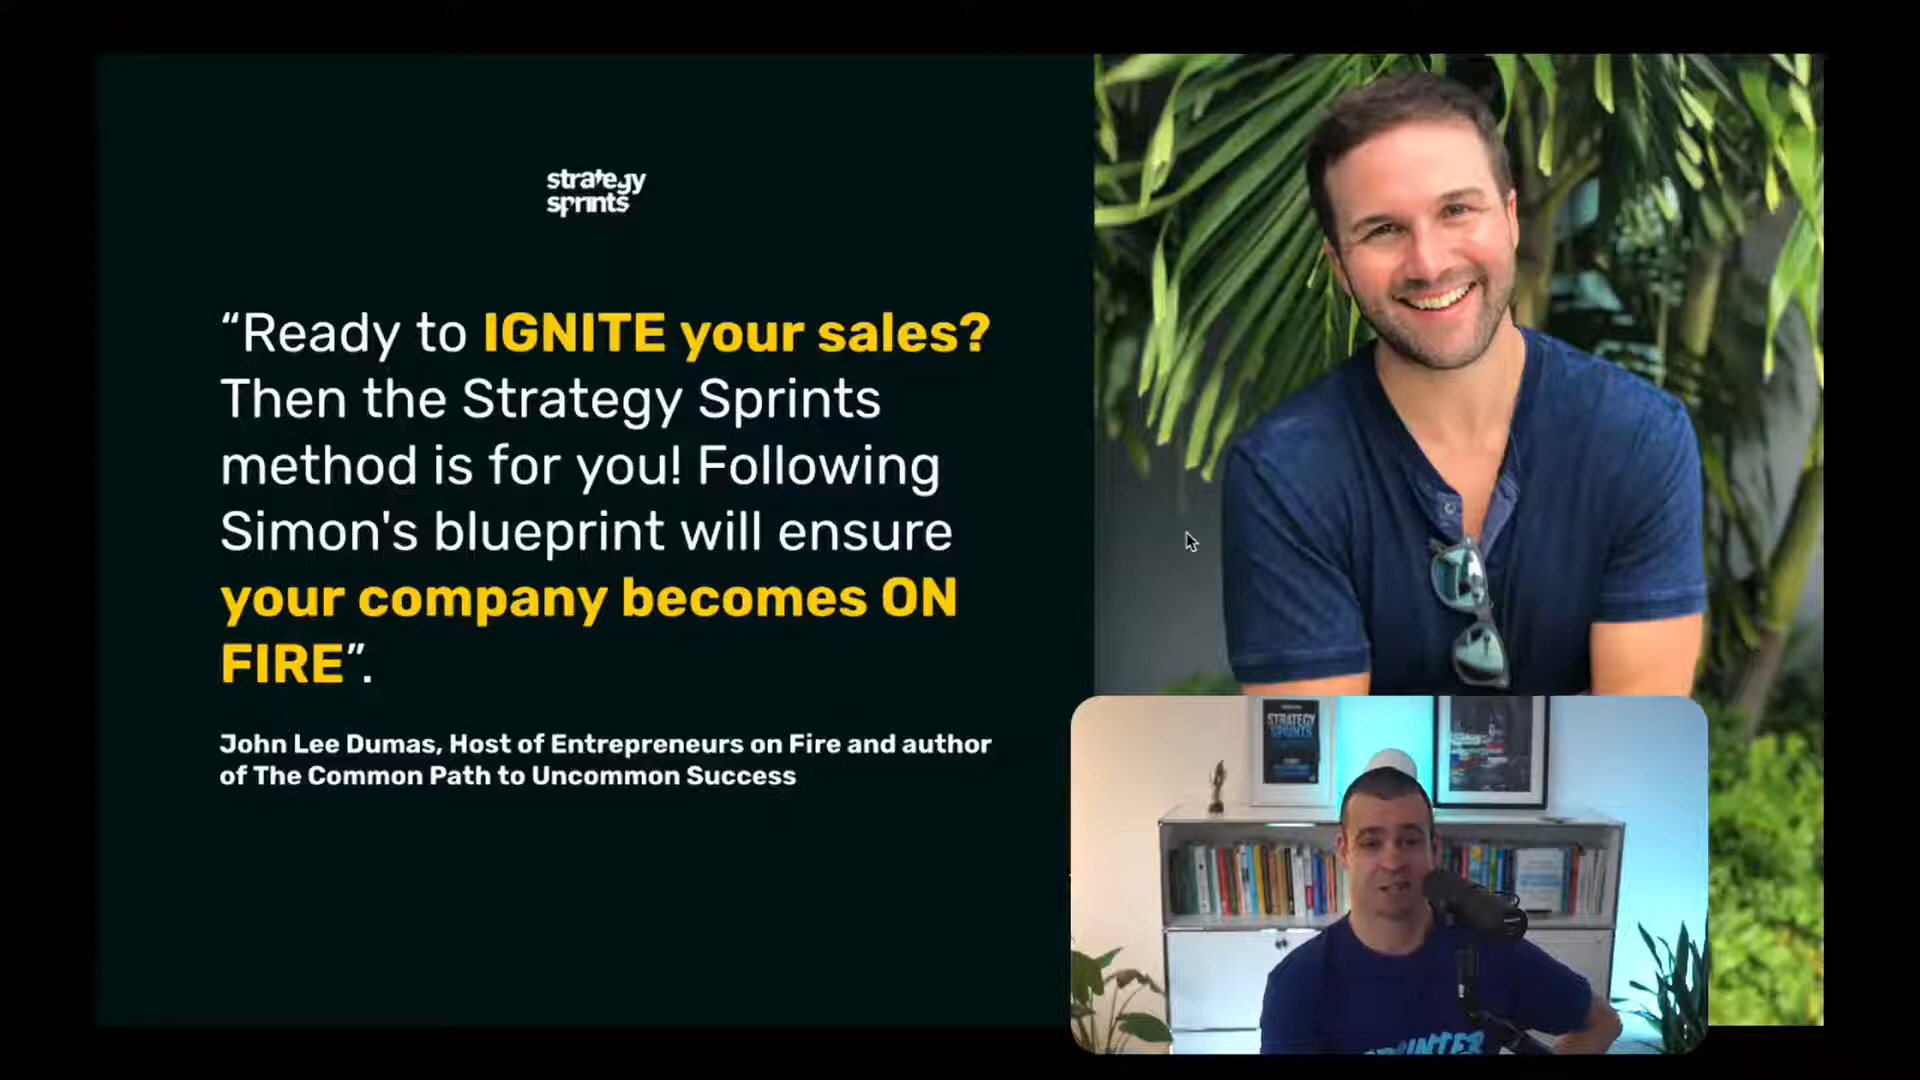 strategy
sprints
“Ready to IGNITE your sales?
Then the Strategy Sprints
method is for you! Following
Simon's blueprint will ensure
your company becomes ON
FIRE”.
John Lee Dumas, Host of Entrepreneurs on Fire and author
of The Common Path to Uncommon Success
STRATEGY
SPRINTS